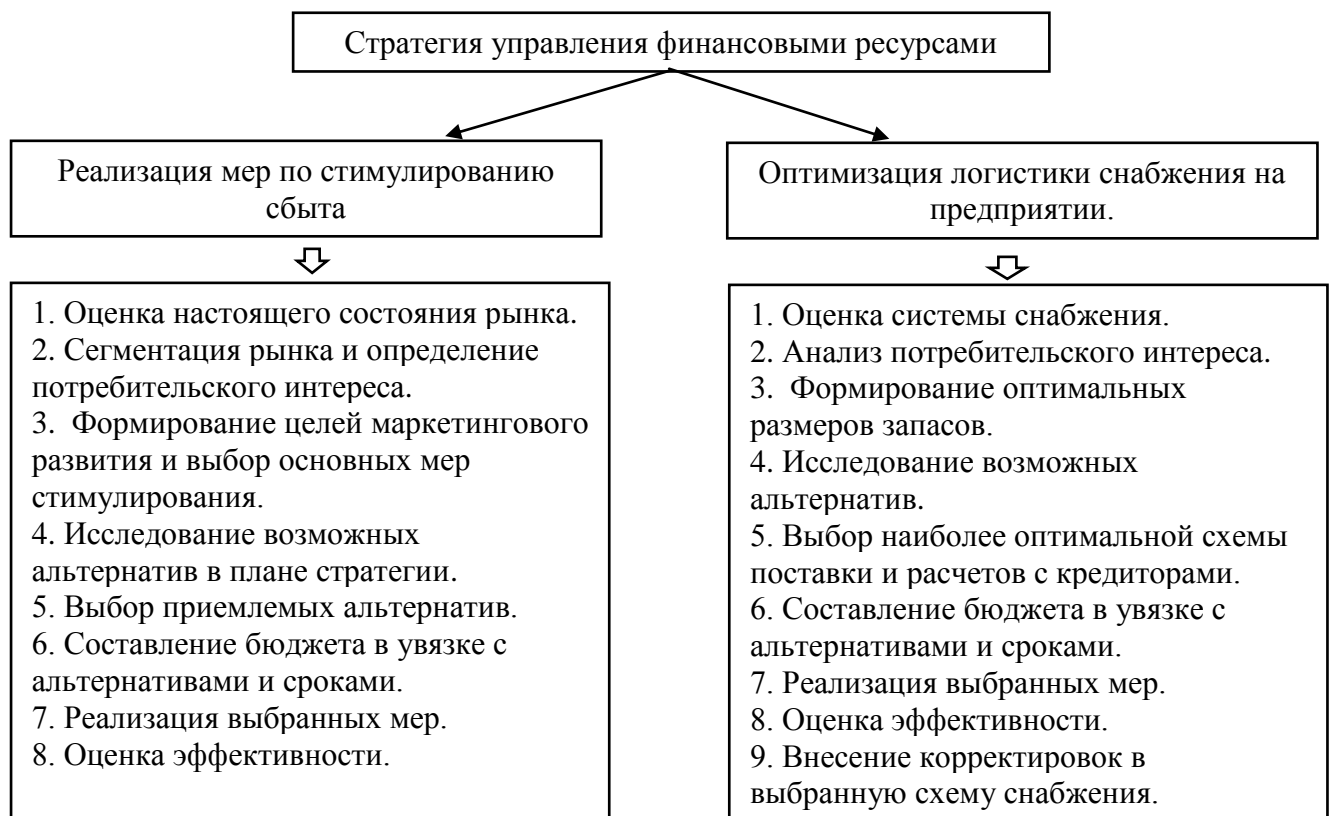 Стратегия управления финансовыми ресурсами
Реализация мер по стимулированию
сбыта
Оптимизация логистики снабжения на
предприятии.
1. Оценка настоящего состояния рынка.
2. Сегментация рынка и определение
потребительского интереса.
3.  Формирование целей маркетингового
развития и выбор основных мер
стимулирования.
4. Исследование возможных
альтернатив в плане стратегии.
5. Выбор приемлемых альтернатив.
6. Составление бюджета в увязке с
альтернативами и сроками.
7. Реализация выбранных мер.
8. Оценка эффективности.
1. Оценка системы снабжения.
2. Анализ потребительского интереса.
3.  Формирование оптимальных
размеров запасов.
4. Исследование возможных
альтернатив.
5. Выбор наиболее оптимальной схемы
поставки и расчетов с кредиторами.
6. Составление бюджета в увязке с
альтернативами и сроками.
7. Реализация выбранных мер.
8. Оценка эффективности.
9. Внесение корректировок в
выбранную схему снабжения.